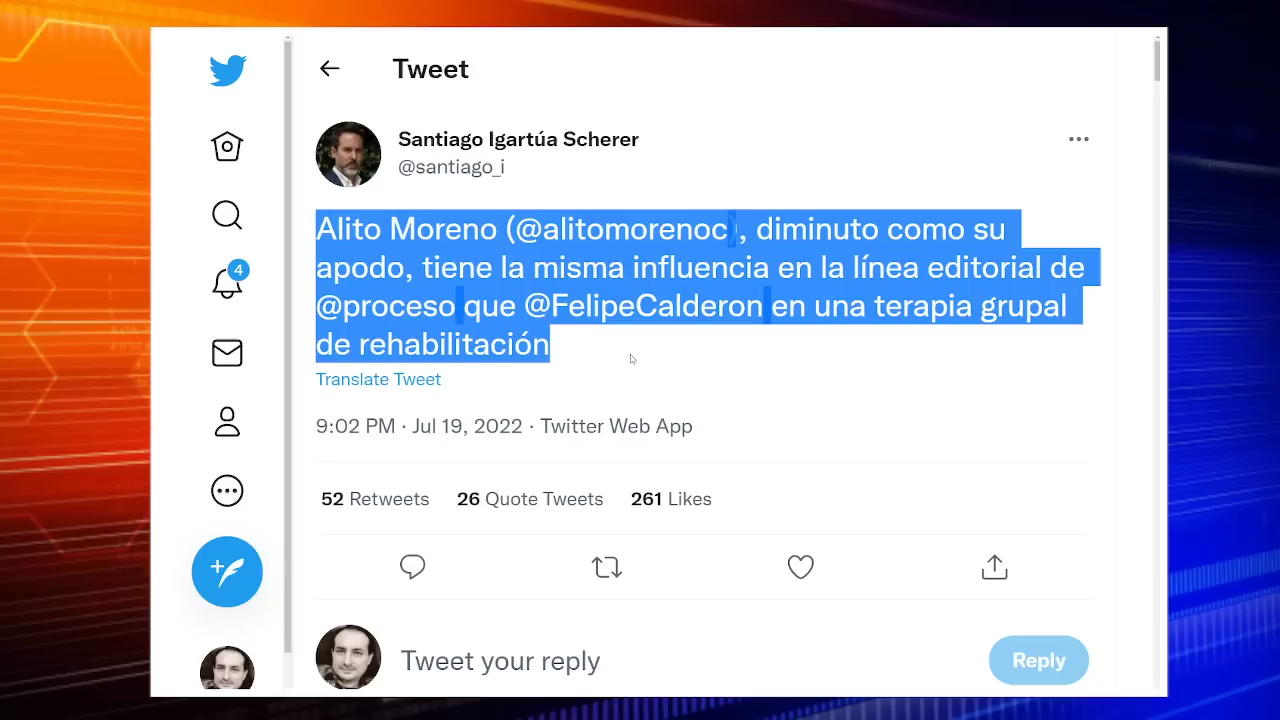 Tweet
Santiago Igartúa Scherer
@santiago_i
4
Alito Moreno (@alitomorenoc), diminuto como su
apodo, tiene la misma influencia en la línea editorial de
@proceso que @FelipeCalderon en una terapia grupal
de rehabilitación
Translate Tweet
9:02 PM · Jul 19, 2022 · Twitter Web App
52 Retweets 26 Quote Tweets 261 Likes
Tweet your reply
Reply